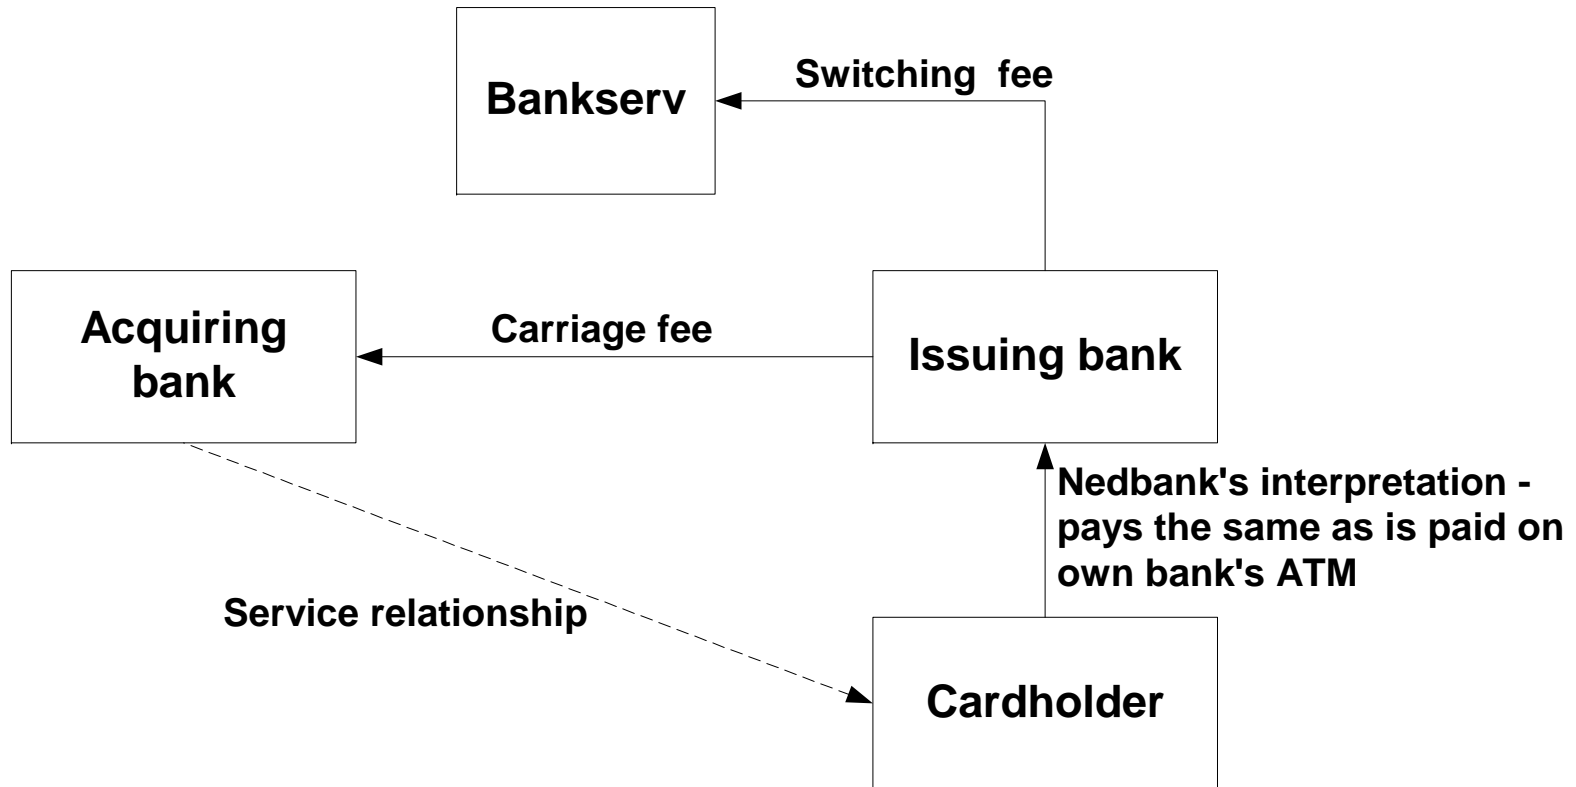 Switching fee
Bankserv
Acquiring
bank
Carriage fee
Issuing bank
Nedbank's interpretation -
pays the same as is paid on
own bank's ATM
Service relationship
Cardholder